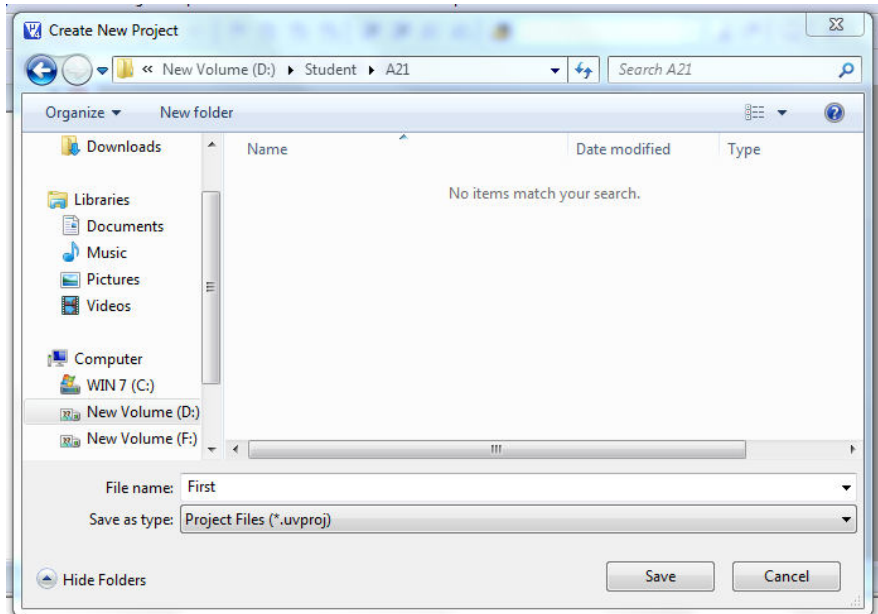 Create New Project
« New Volume (D:) ▸ Student ▸ A21
Search A21
Organize
New folder
Downloads
Libraries
Documents
Music
Pictures
Videos
Computer
WIN 7 (C:)
New Volume (D:)
New Volume (F:)
Name
Date modified
Type
No items match your search.
File name: First
Save as type: Project Files (*.uvproj)
Hide Folders
Save
Cancel